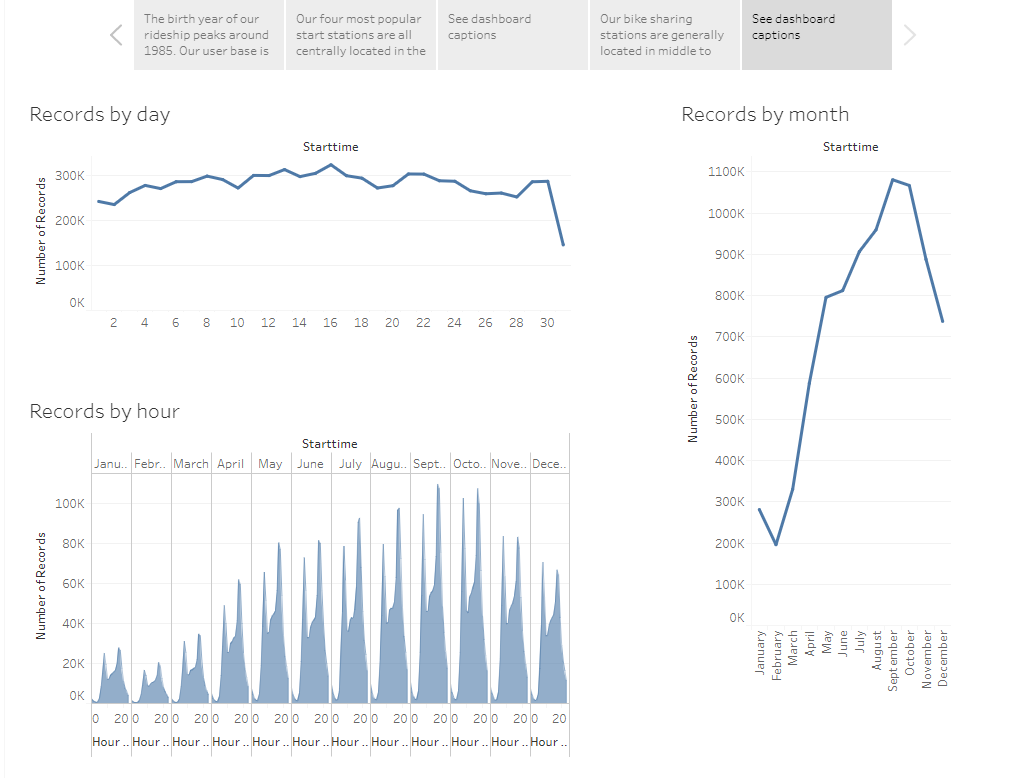 The birth year of our
rideship peaks around
1985. Our user base is
Our four most popular
start stations are all
centrally located in the
See dashboard
captions
Our bike sharing
stations are generally
located in middle to
See dashboard
captions
Records by day
Starttime
Number of Records
300K
200K
100K
0K
2 4 6 8 10 12 14 16 18 20 22 24 26 28 30
Records by month
Starttime
Number of Records
1100K
1000K
900K
800K
700K
600K
500K
400K
300K
200K
100K
0K
January
February
March
April
May
June
July
August
September
October
November
December
Records by hour
Starttime
Janu.. Febr.. March April May June July Augu.. Sept.. Octo.. Nove.. Dece..
Number of Records
100K
80K
60K
40K
20K
0K
0 20 0 20 0 20 0 20 0 20 0 20 0 20 0 20 0 20 0 20 0 20 0 20
Hour .. Hour .. Hour .. Hour .. Hour .. Hour .. Hour .. Hour .. Hour .. Hour .. Hour .. Hour ..